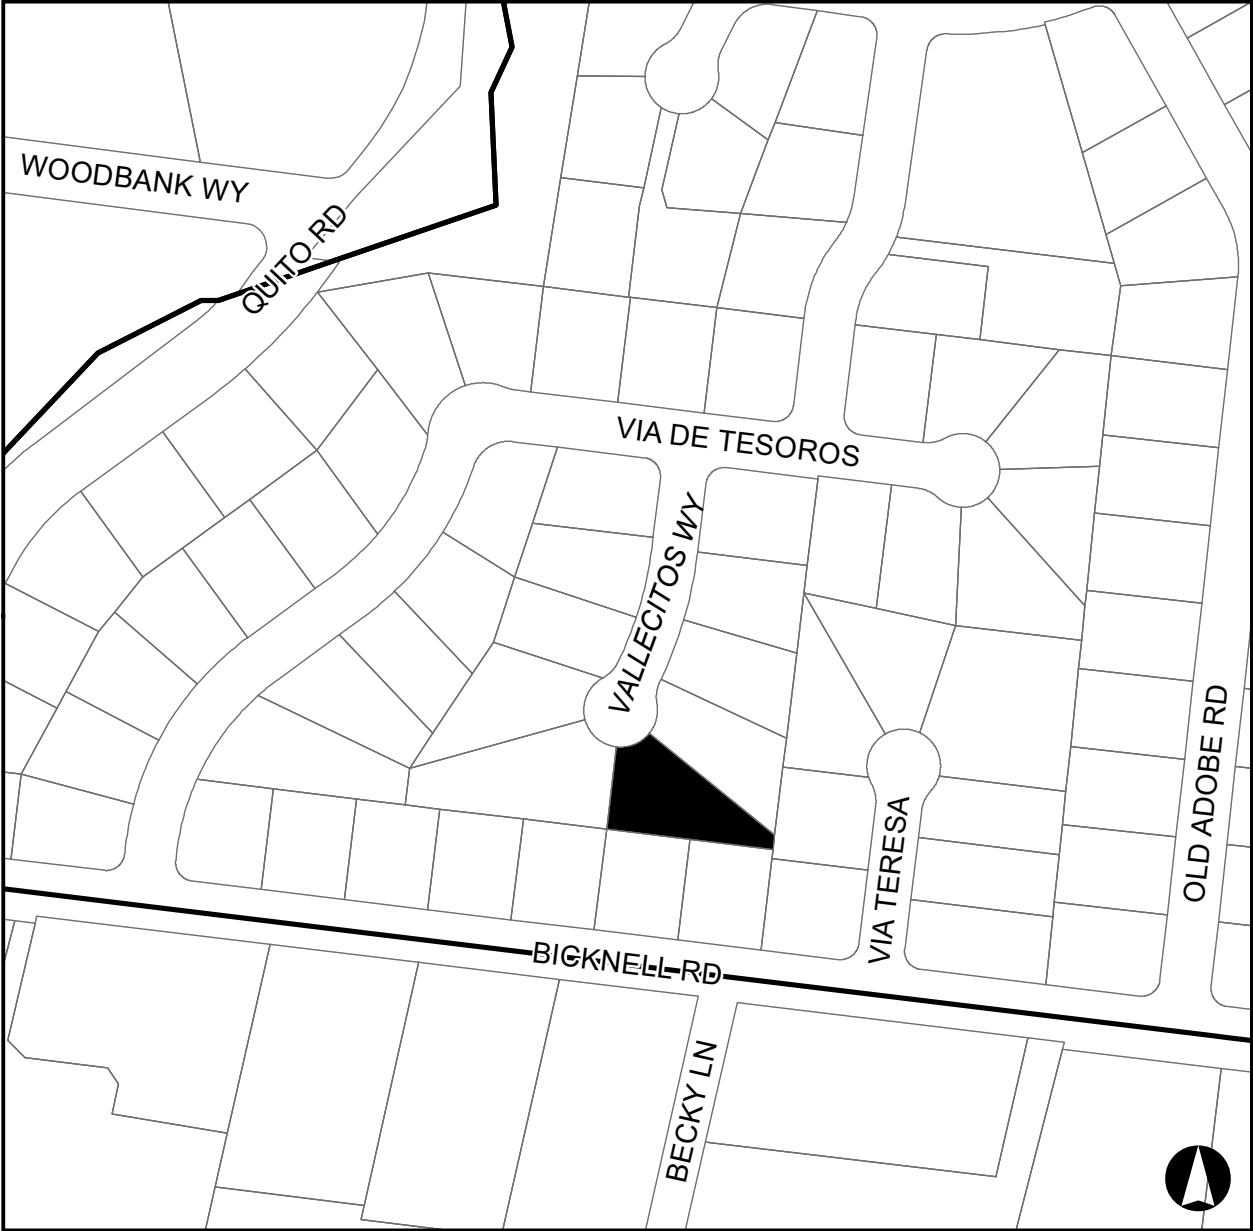 WOODBANK WY
QUITO RD
VIA DE TESOROS
VALLECITOS WY
OLD ADOBE RD
VIA TERESA
BICKNELL RD
BECKY LN